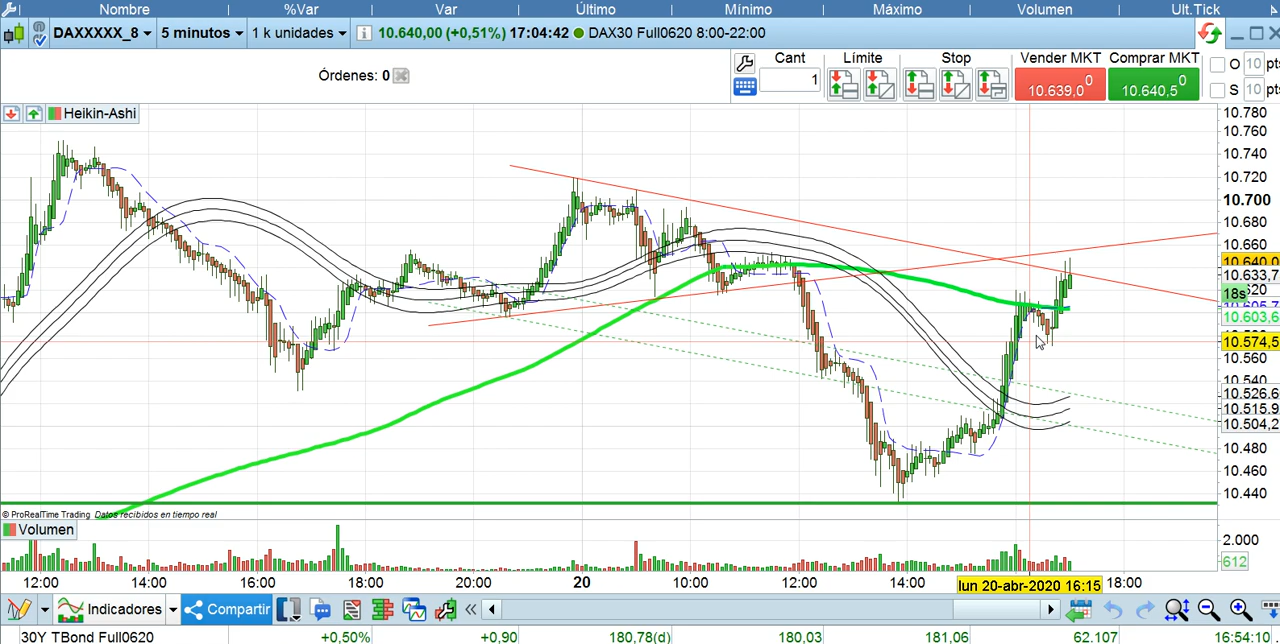 Nombre %Var Var Último Mínimo Máximo Volumen Ult.Tick
DAXXXXX_8 5 minutos 1 k unidades 10.640,00 (+0,51%) 17:04:42 DAX30 Full0620 8:00-22:00
Órdenes: 0 Cant Límite Stop Vender MKT Comprar MKT O 10 pts
1 10.639,0 0 10.640,5 0 S 10 pts
Heikin-Ashi
10.780
10.760
10.740
10.720
10.700
10.680
10.660
10.640,0
10.633,7
18s
10.603,6
10.574,5
10.560
10.540
10.526,6
10.515,9
10.504,2
10.480
10.460
10.440
© ProRealTime Trading Datos recibidos en tiempo real
Volumen
2.000
612
12:00 14:00 16:00 18:00 20:00 20 10:00 12:00 14:00 lun 20-abr-2020 16:15 18:00
Indicadores Compartir
30Y TBond Full0620 +0,50% +0,90 180,78(d) 180,03 181,06 62.107 16:54:10